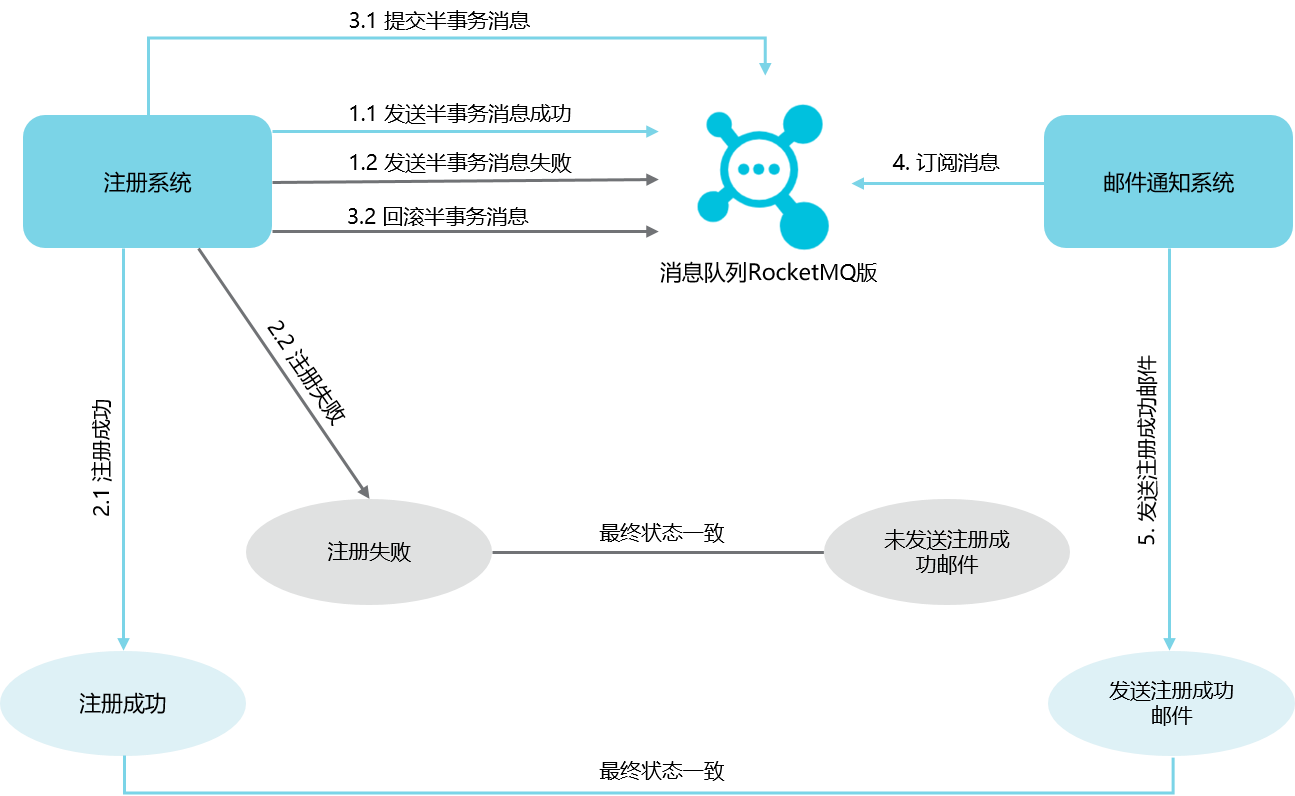 3.1 提交半事务消息
1.1 发送半事务消息成功
1.2 发送半事务消息失败
3.2 回滚半事务消息
注册系统
4. 订阅消息
邮件通知系统
消息队列RocketMQ版
2.2 注册失败
2.1 注册成功
5. 发送注册成功邮件
注册失败
最终状态一致
未发送注册成
功邮件
注册成功
发送注册成功
邮件
最终状态一致